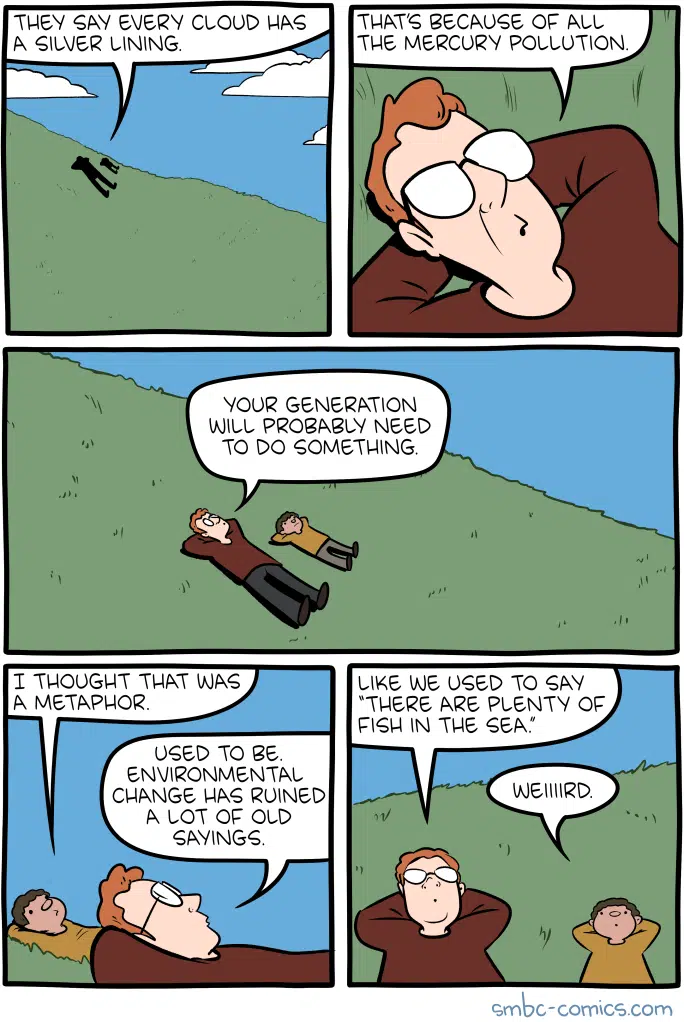 THEY SAY EVERY CLOUD HAS
A SILVER LINING.
THAT'S BECAUSE OF ALL
THE MERCURY POLLUTION.
YOUR GENERATION
WILL PROBABLY NEED
TO DO SOMETHING.
I THOUGHT THAT WAS
A METAPHOR.
USED TO BE.
ENVIRONMENTAL
CHANGE HAS RUINED
A LOT OF OLD
SAYINGS.
LIKE WE USED TO SAY
"THERE ARE PLENTY OF
FISH IN THE SEA."
WEIIIIRD.
smbc-comics.com